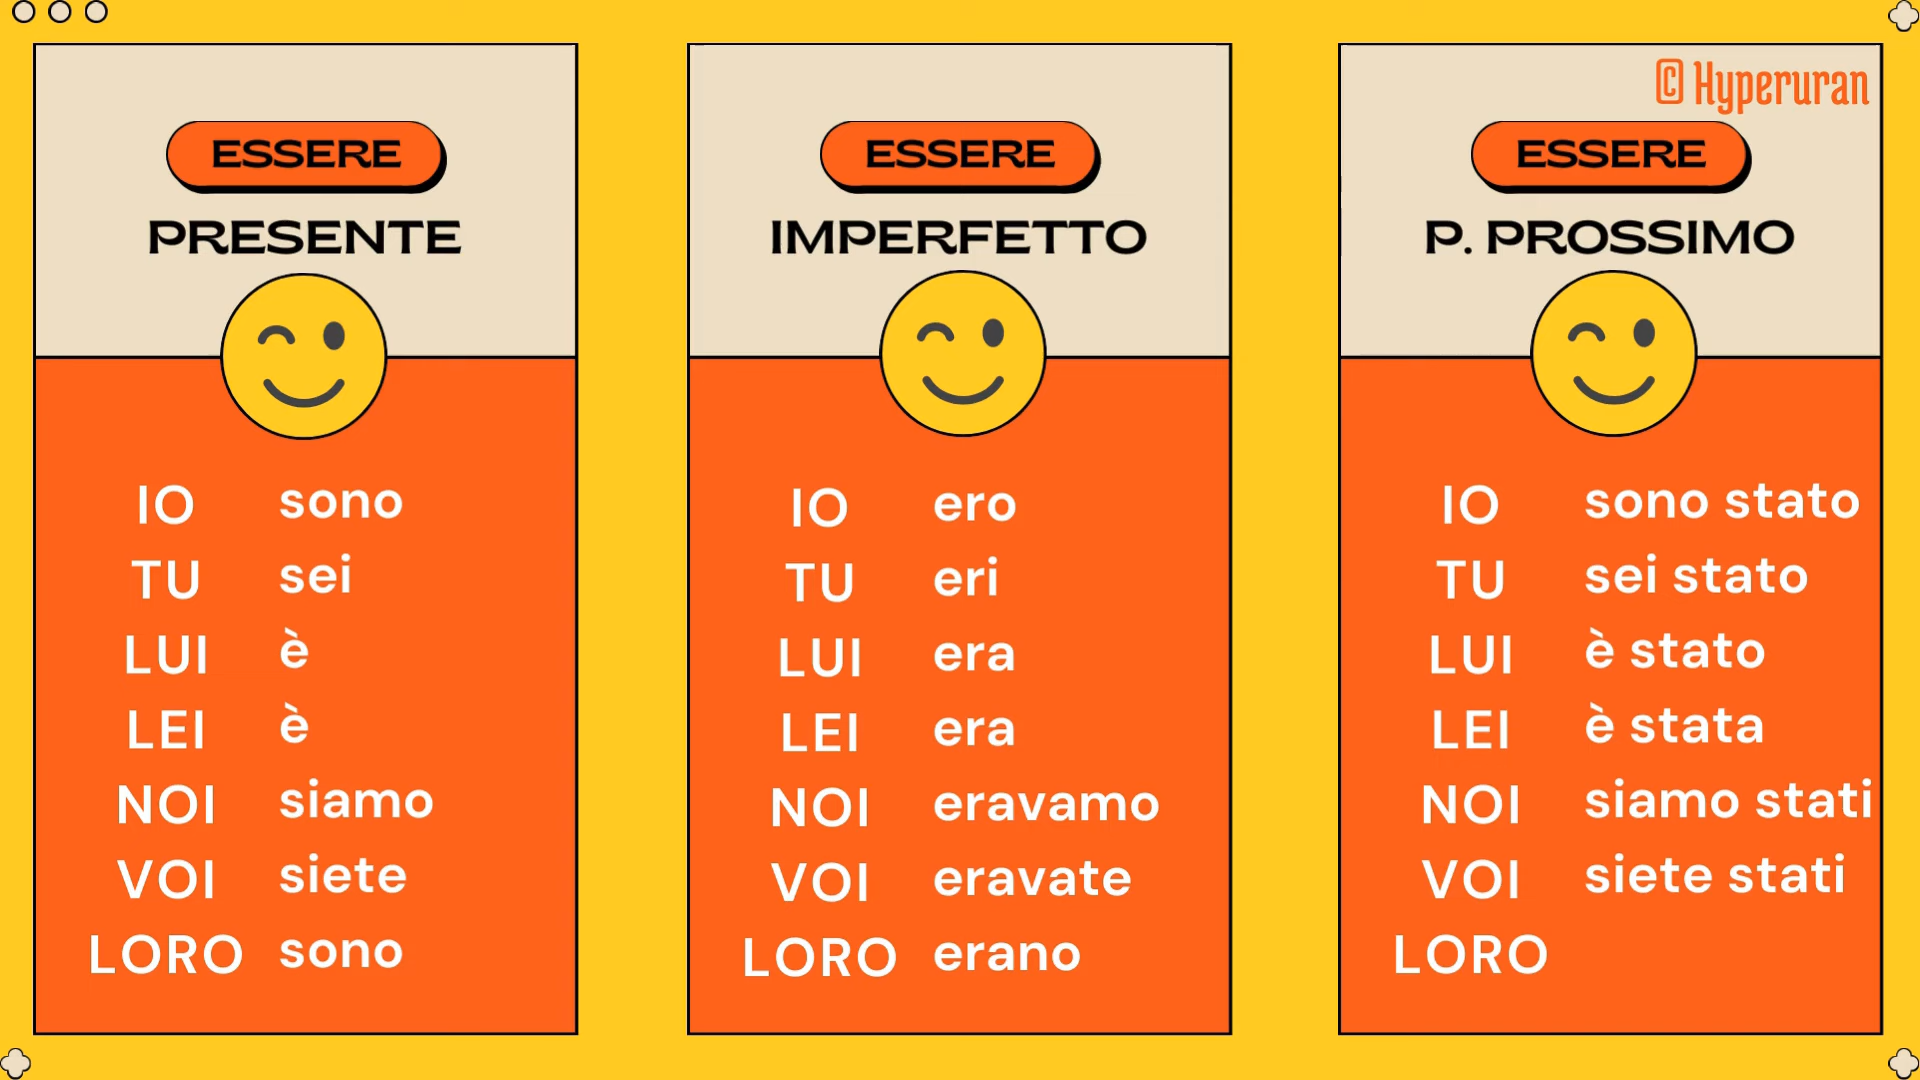 © Hyperuran
ESSERE
PRESENTE
IO sono
TU sei
LUI è
LEI è
NOI siamo
VOI siete
LORO sono
ESSERE
IMPERFETTO
IO ero
TU eri
LUI era
LEI era
NOI eravamo
VOI eravate
LORO erano
ESSERE
P. PROSSIMO
IO sono stato
TU sei stato
LUI è stato
LEI è stata
NOI siamo stati
VOI siete stati
LORO